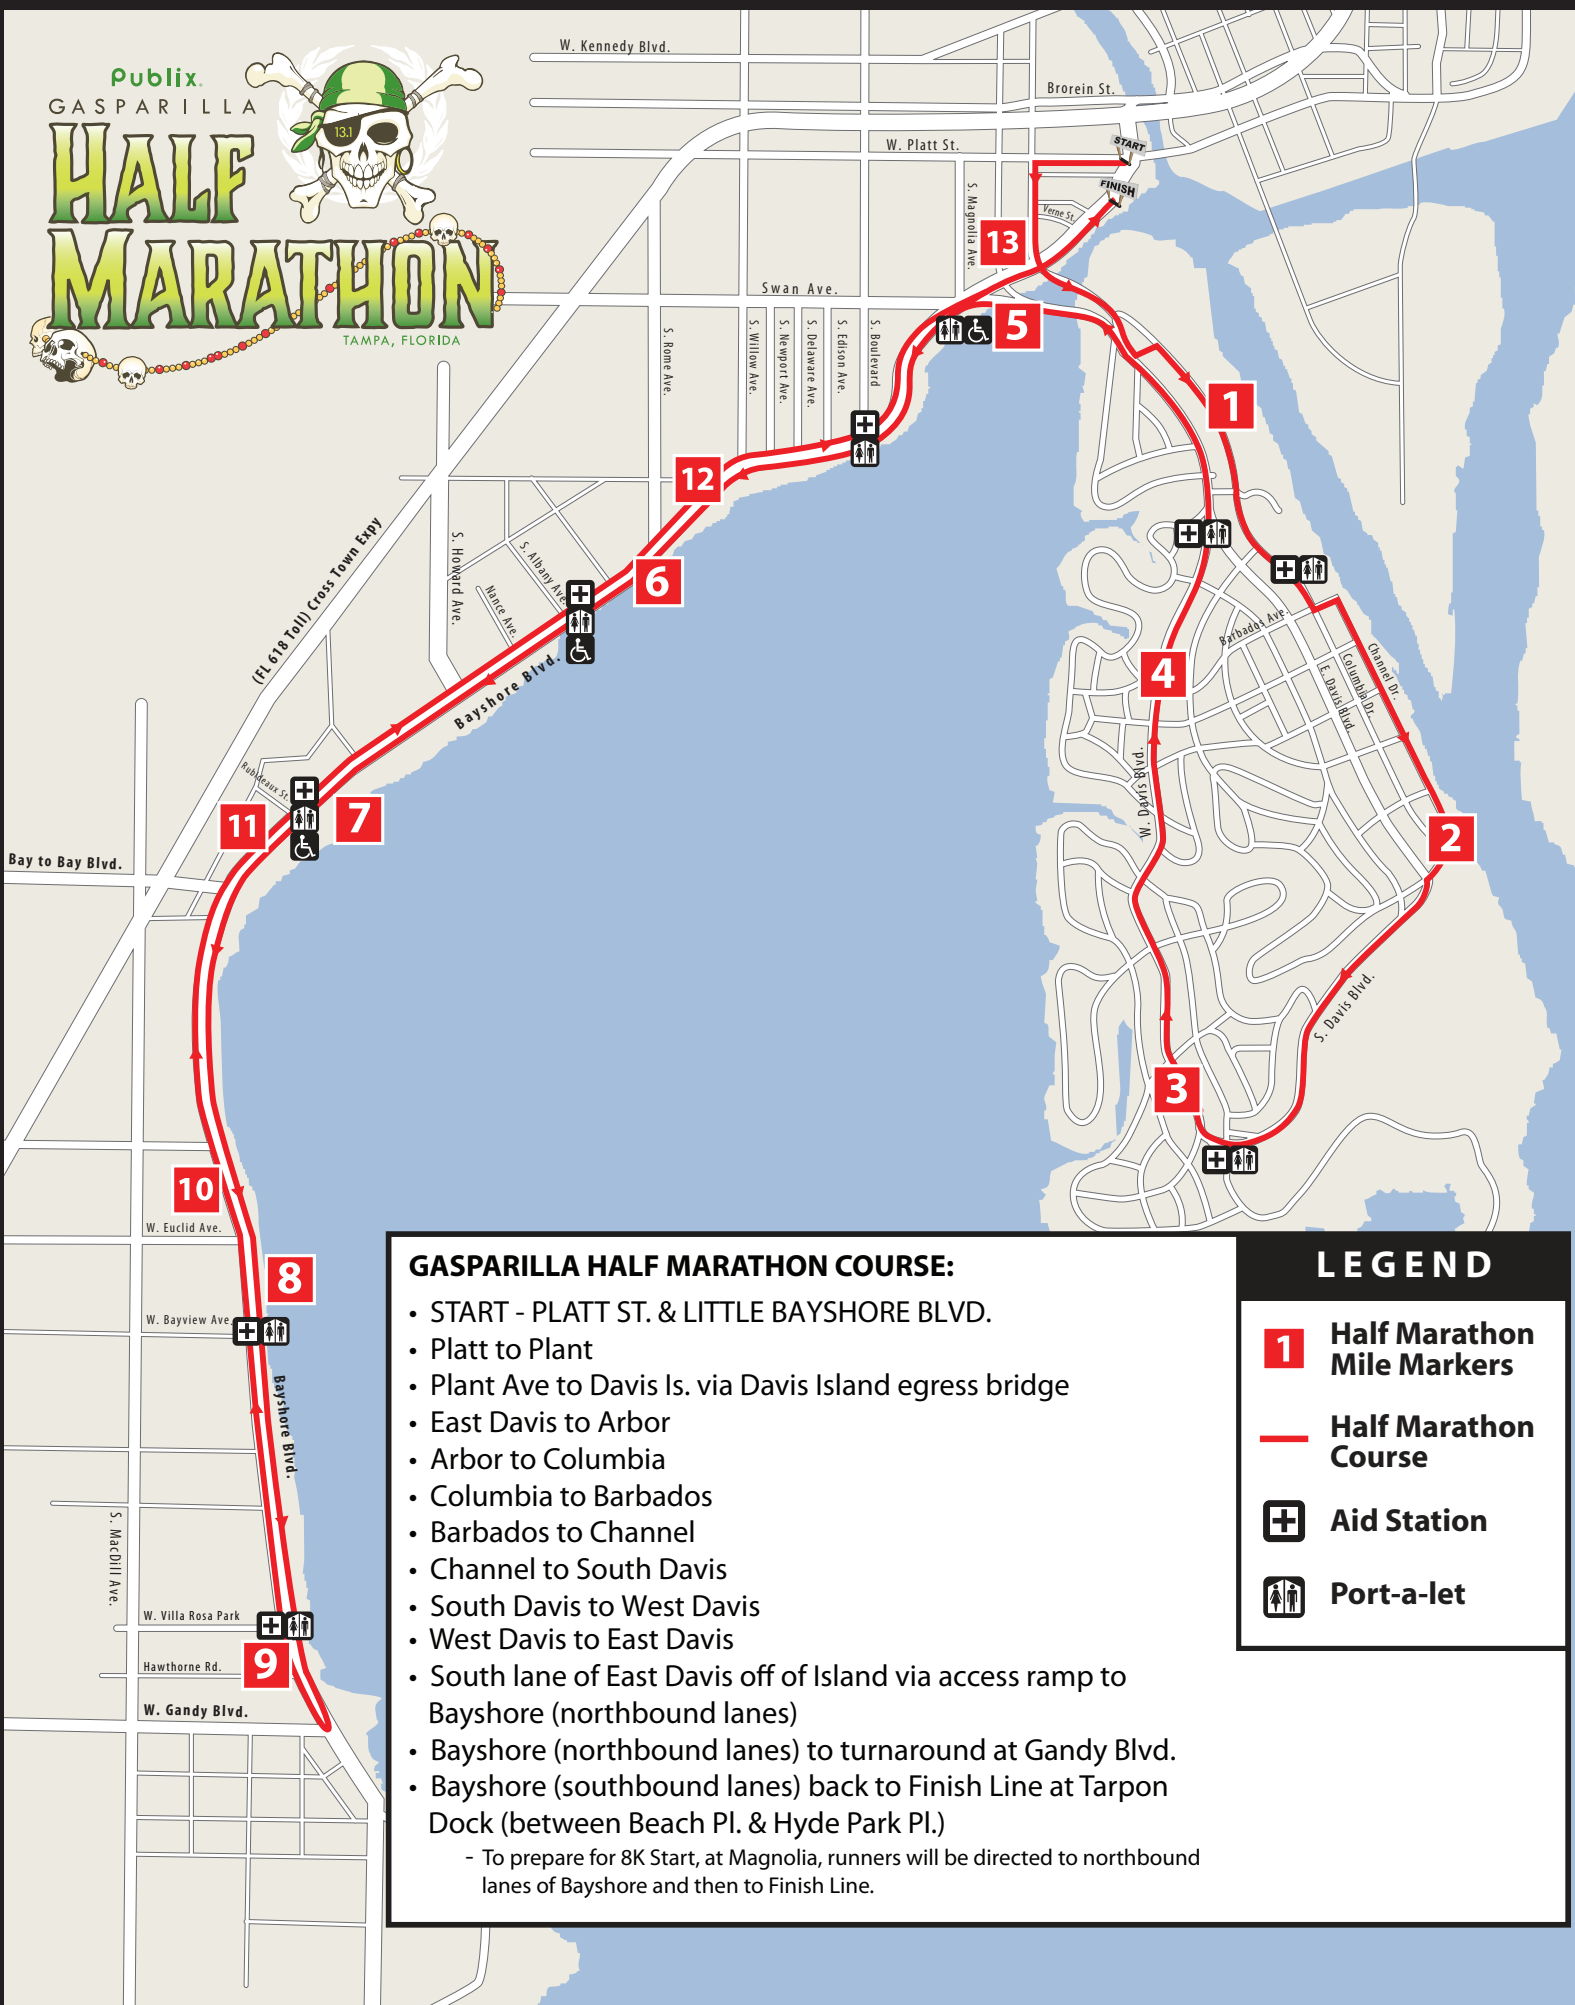 Publix.
GASPARILLA
HALF
MARATHON
TAMPA, FLORIDA
13.1
W. Kennedy Blvd.
Brorein St.
W. Platt St.
START
FINISH
S. Magnolia Ave.
Verne St.
13
Swan Ave.
5
S. Rome Ave.
S. Willow Ave.
S. Newport Ave.
S. Delaware Ave.
S. Edison Ave.
S. Boulevard
1
12
(FL 618 Toll) Cross Town Expy
S. Howard Ave.
S. Albany Ave.
Nance Ave.
6
Bayshore Blvd.
Barbados Ave.
Channel Dr.
Columbia Dr.
E. Davis Blvd.
4
W. Davis Blvd.
Rubideaux St.
11
7
2
Bay to Bay Blvd.
S. Davis Blvd.
3
10
W. Euclid Ave.
8
W. Bayview Ave.
Bayshore Blvd.
S. MacDill Ave.
W. Villa Rosa Park
9
Hawthorne Rd.
W. Gandy Blvd.
GASPARILLA HALF MARATHON COURSE:
• START - PLATT ST. & LITTLE BAYSHORE BLVD.
• Platt to Plant
• Plant Ave to Davis Is. via Davis Island egress bridge
• East Davis to Arbor
• Arbor to Columbia
• Columbia to Barbados
• Barbados to Channel
• Channel to South Davis
• South Davis to West Davis
• West Davis to East Davis
• South lane of East Davis off of Island via access ramp to
Bayshore (northbound lanes)
• Bayshore (northbound lanes) to turnaround at Gandy Blvd.
• Bayshore (southbound lanes) back to Finish Line at Tarpon
Dock (between Beach Pl. & Hyde Park Pl.)
- To prepare for 8K Start, at Magnolia, runners will be directed to northbound
lanes of Bayshore and then to Finish Line.
LEGEND
1
Half Marathon
Mile Markers
Half Marathon
Course
Aid Station
Port-a-let